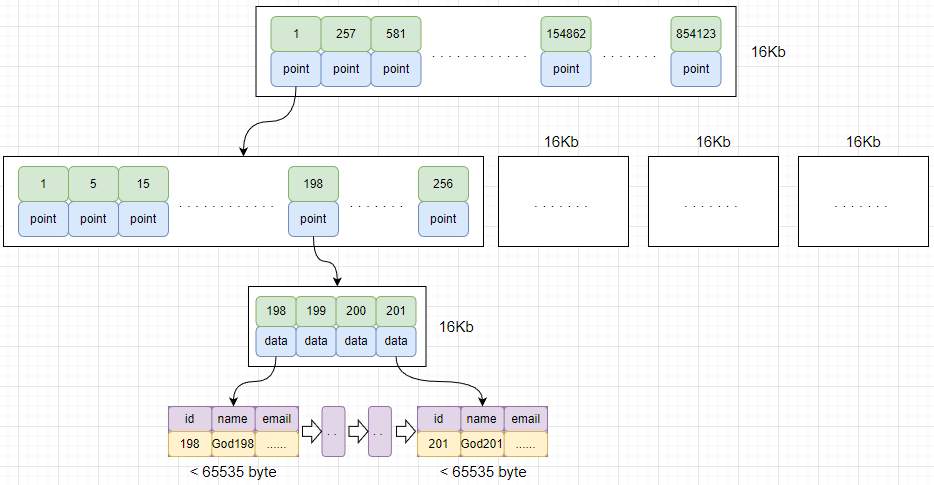 1 257 581 154862 854123
point point point point point
16Kb
16Kb 16Kb 16Kb
1 5 15 198 256
point point point point point
198 199 200 201
data data data data
16Kb
id name email id name email
198 God198 ...... 201 God201 ......
< 65535 byte < 65535 byte